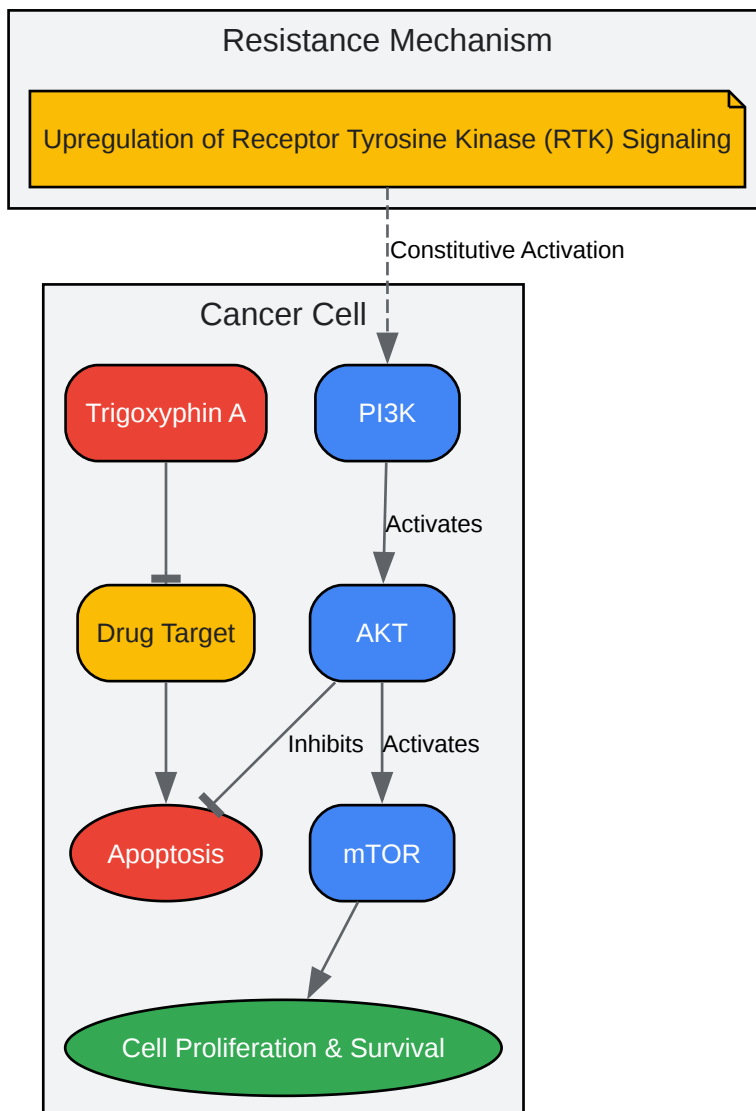 Resistance Mechanism
Upregulation of Receptor Tyrosine Kinase (RTK) Signaling
Constitutive Activation
Cancer Cell
Trigoxyphin A
PI3K
Activates
Drug Target
AKT
Inhibits
Activates
Apoptosis
mTOR
Cell Proliferation & Survival